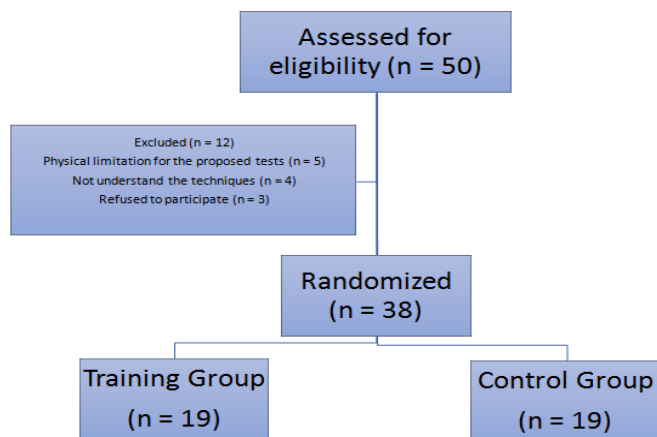 Assessed for
eligibility (n = 50)
Excluded (n = 12)
Physical limitation for the proposed tests (n = 5)
Not understand the techniques (n = 4)
Refused to participate (n = 3)
Randomized
(n = 38)
Training Group
(n = 19)
Control Group
(n = 19)